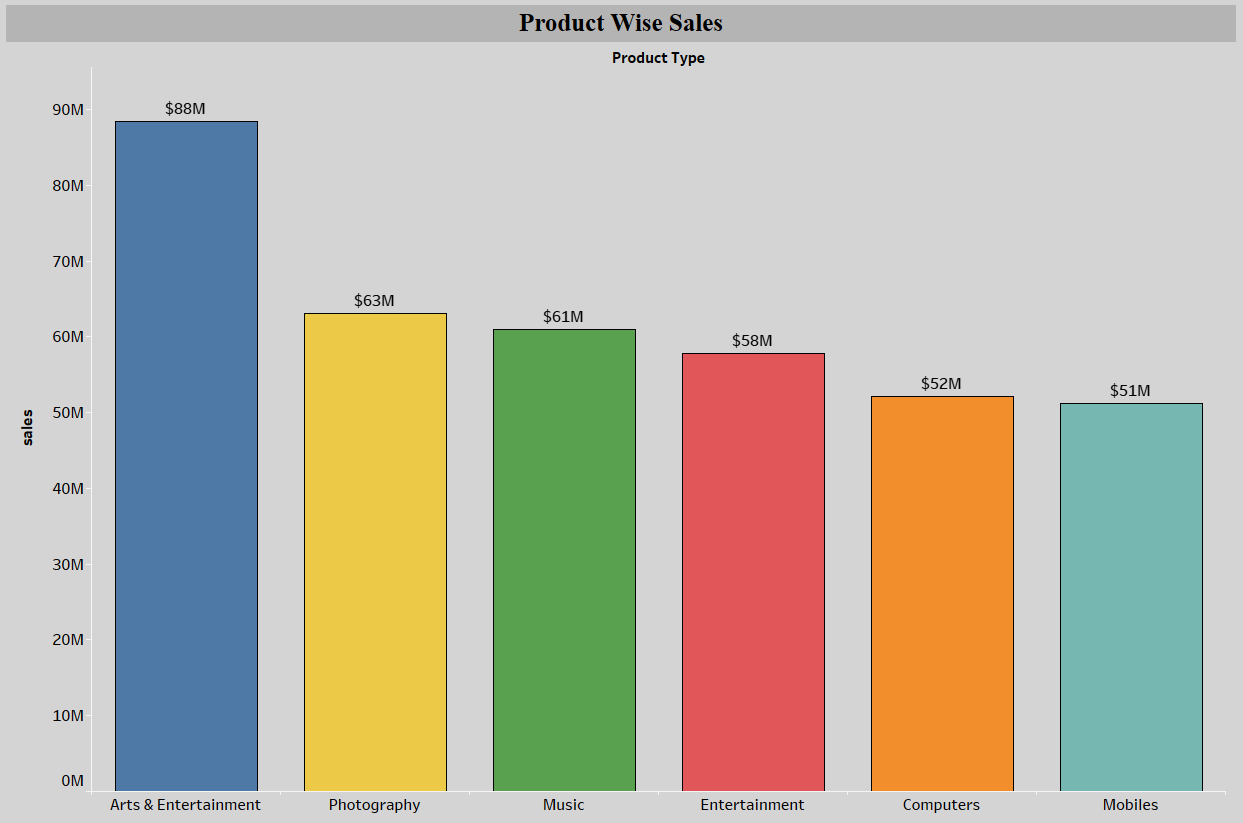 Product Wise Sales
Product Type
90M
80M
70M
60M
50M
40M
30M
20M
10M
0M
sales
$88M
$63M
$61M
$58M
$52M
$51M
Arts & Entertainment
Photography
Music
Entertainment
Computers
Mobiles